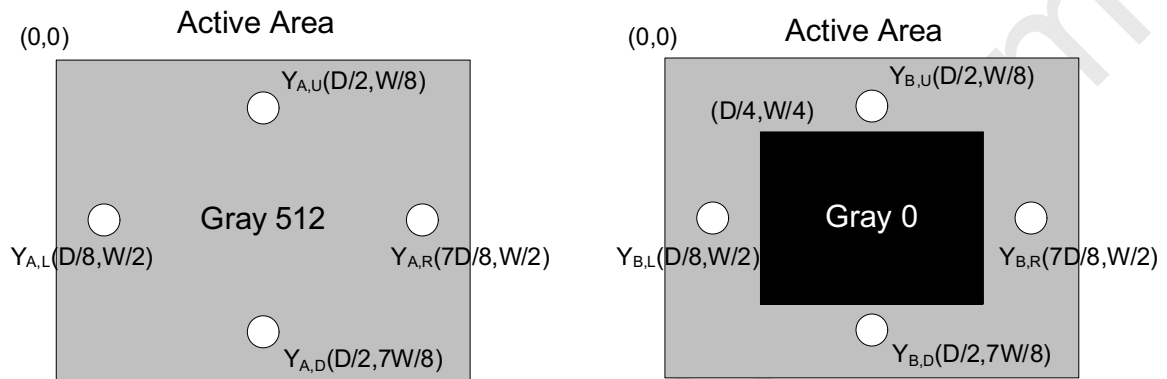 Active Area
(0,0)
Y_A,U(D/2,W/8)
Gray 512
Y_A,L(D/8,W/2)
Y_A,R(7D/8,W/2)
Y_A,D(D/2,7W/8)
Active Area
(0,0)
Y_B,U(D/2,W/8)
(D/4,W/4)
Gray 0
Y_B,L(D/8,W/2)
Y_B,R(7D/8,W/2)
Y_B,D(D/2,7W/8)